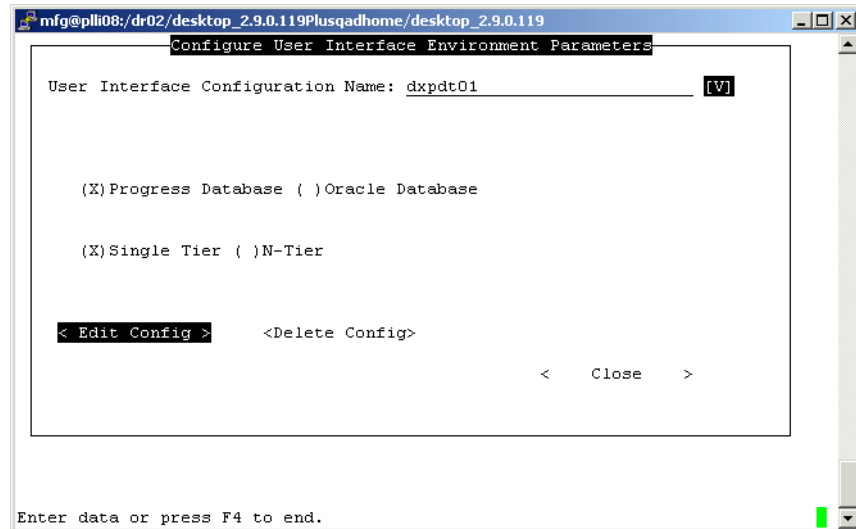 mfg@plli08:/dr02/desktop_2.9.0.119Plusqadhome/desktop_2.9.0.119
Configure User Interface Environment Parameters
User Interface Configuration Name: dxpdt01 [V]
(X)Progress Database ( )Oracle Database
(X)Single Tier ( )N-Tier
< Edit Config > <Delete Config>
< Close >
Enter data or press F4 to end.